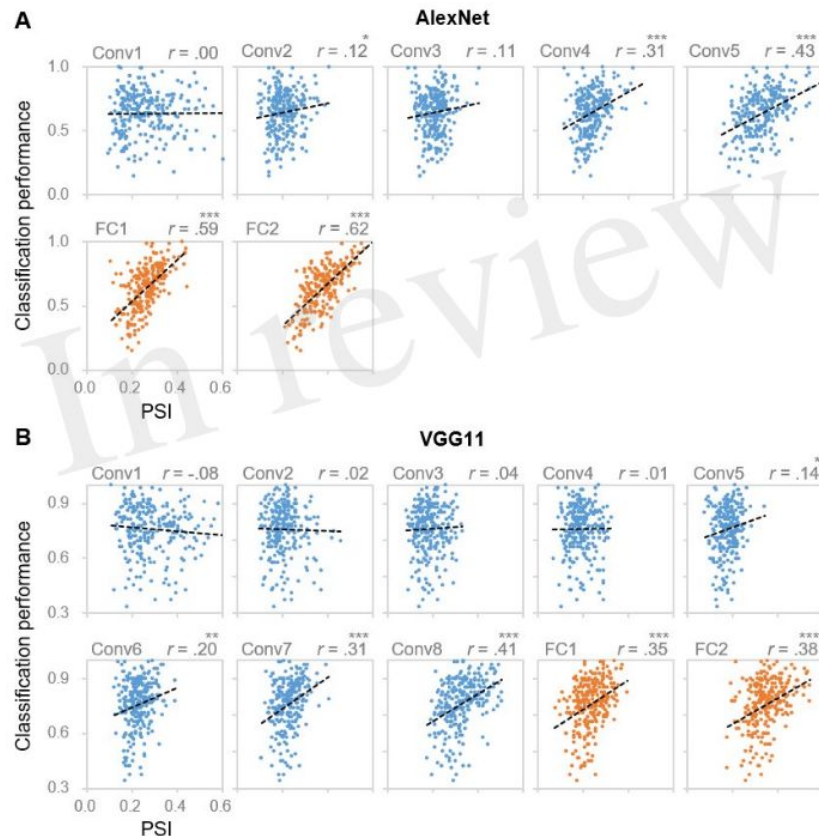 A
AlexNet
Conv1 r = .00
Conv2 r = .12 *
Conv3 r = .11
Conv4 r = .31 ***
Conv5 r = .43 ***
1.0
0.5
0.0
FC1 r = .59 ***
FC2 r = .62 ***
1.0
0.5
0.0
Classification performance
0.0 0.2 0.4 0.6
PSI
In review
B
VGG11
Conv1 r = -.08
Conv2 r = .02
Conv3 r = .04
Conv4 r = .01
Conv5 r = .14 *
0.9
0.6
0.3
Conv6 r = .20 **
Conv7 r = .31 ***
Conv8 r = .41 ***
FC1 r = .35 ***
FC2 r = .38 ***
0.9
0.6
0.3
Classification performance
0.0 0.2 0.4 0.6
PSI